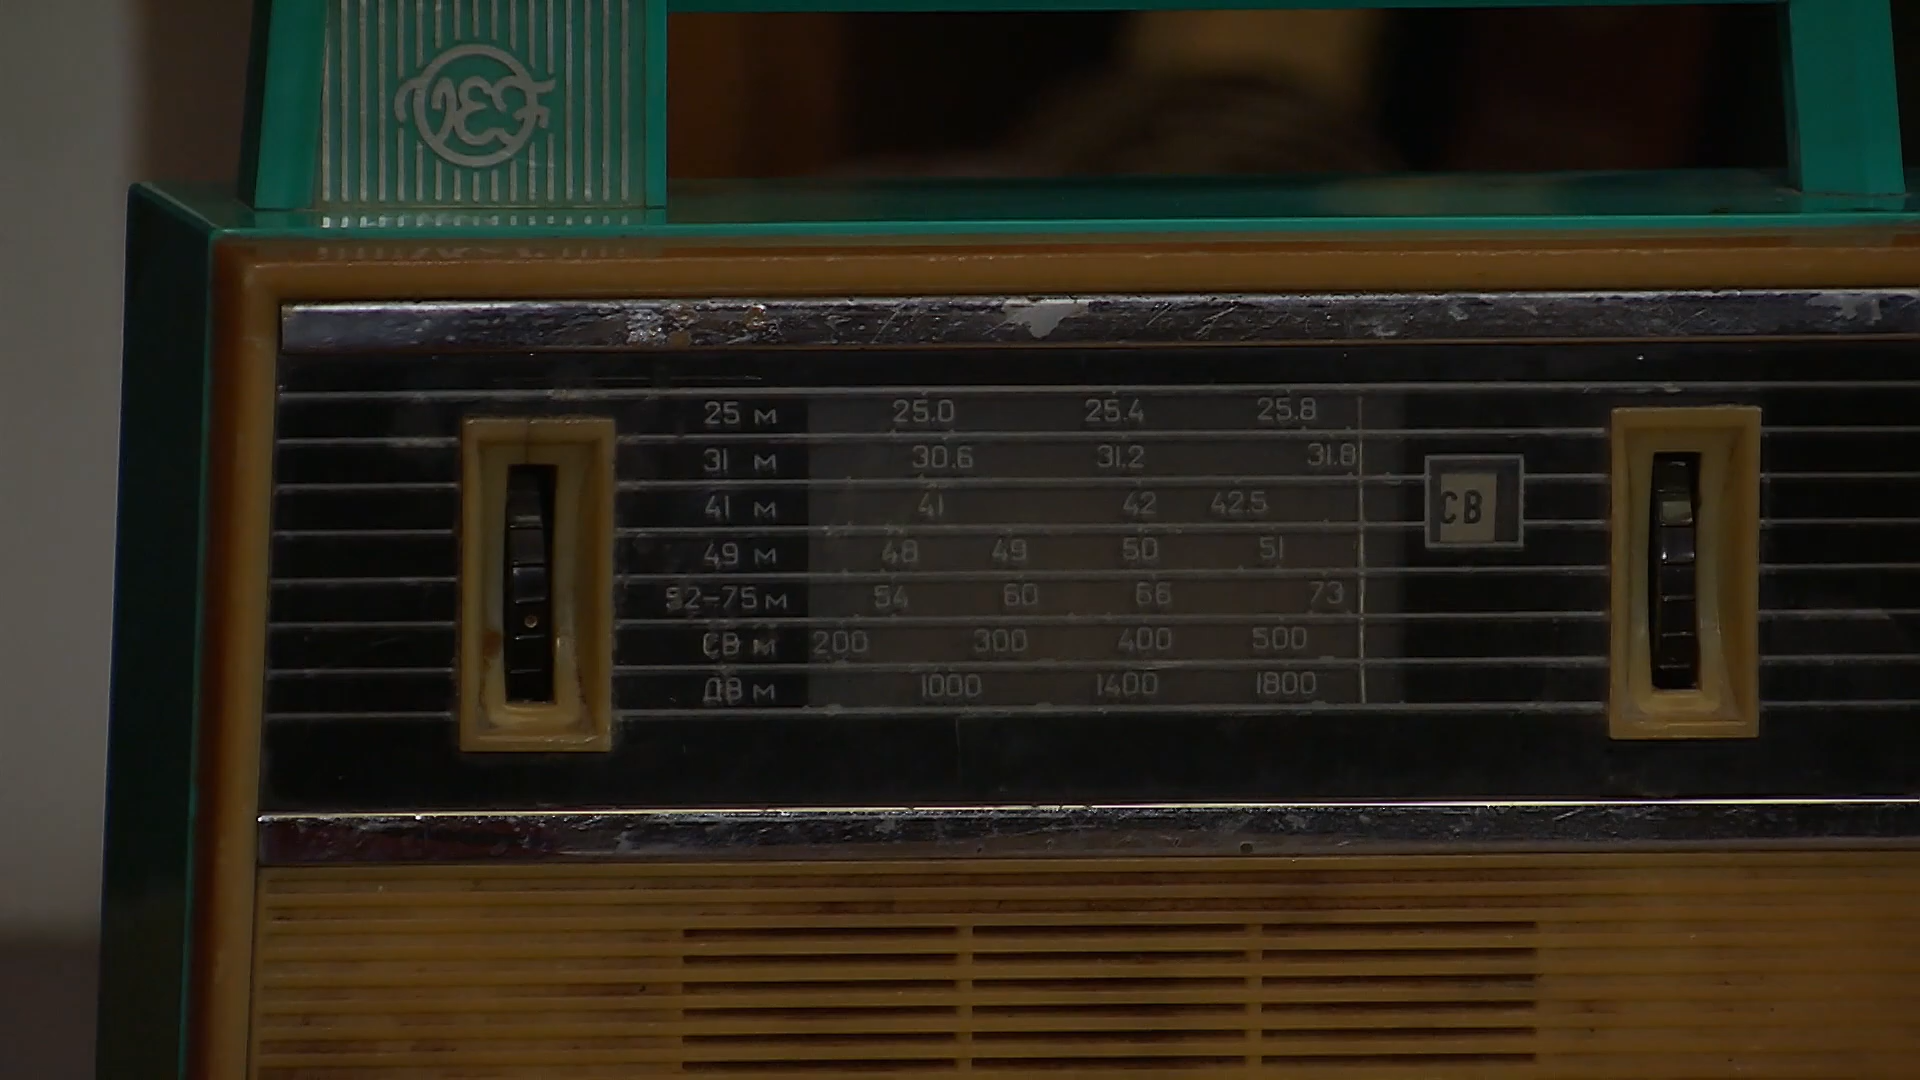 VEF
25 м 25.0 25.4 25.8
31 м 30.6 31.2 31.8
41 м 41 42 42.5
СВ
49 м 48 49 50 51
52-75 м 54 60 66 73
СВ м 200 300 400 500
ДВ м 1000 1400 1800